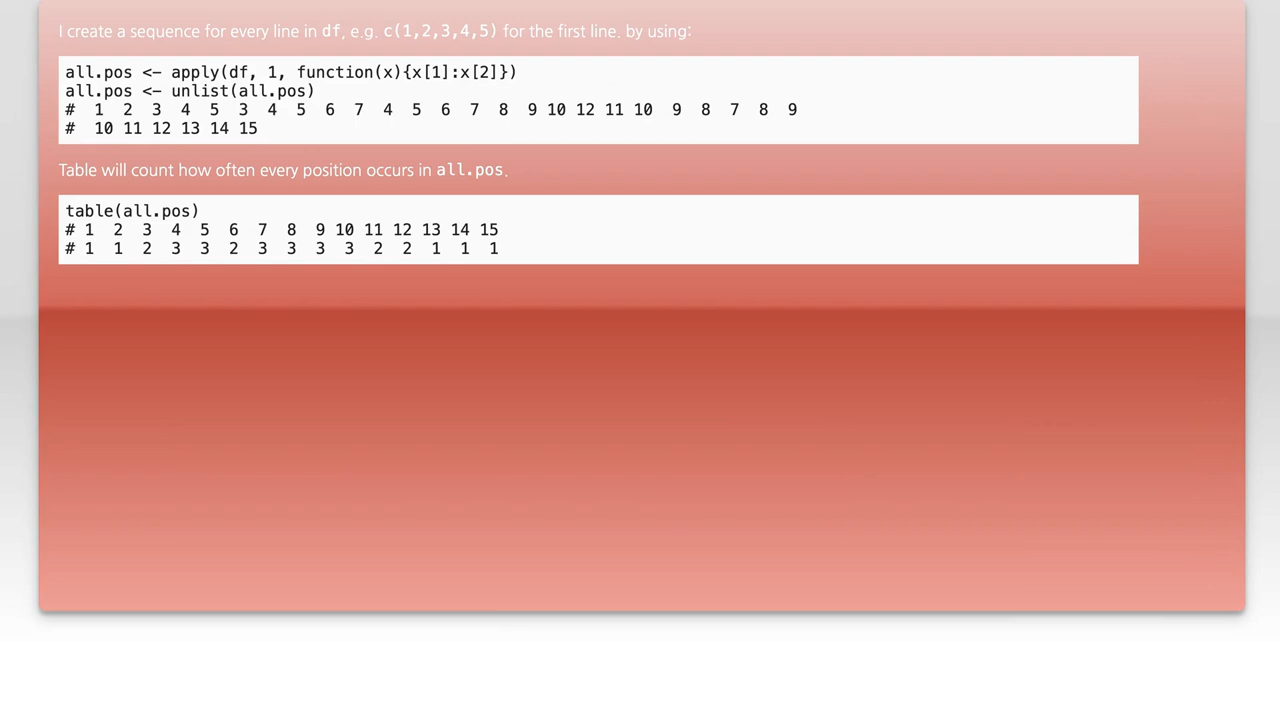 I create a sequence for every line in df, e.g. c(1,2,3,4,5) for the first line. by using:
all.pos <- apply(df, 1, function(x){x[1]:x[2]})
all.pos <- unlist(all.pos)
#  1  2  3  4  5  3  4  5  6  7  4  5  6  7  8  9 10 12 11 10  9  8  7  8  9
#  10 11 12 13 14 15
Table will count how often every position occurs in all.pos.
table(all.pos)
# 1  2  3  4  5  6  7  8  9 10 11 12 13 14 15
# 1  1  2  3  3  2  3  3  3  3  2  2  1  1  1